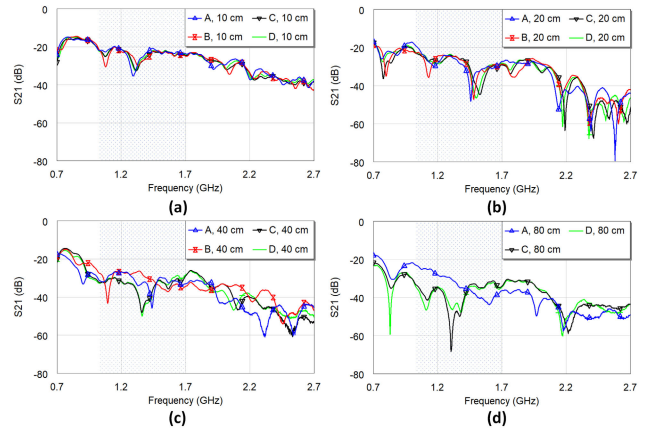 0
A, 10 cm C, 10 cm
B, 10 cm D, 10 cm
-20
-40
-60
-80
S21 (dB)
0.7 1.2 1.7 2.2 2.7
Frequency (GHz)
(a)
0
A, 20 cm C, 20 cm
B, 20 cm D, 20 cm
-20
-40
-60
-80
S21 (dB)
0.7 1.2 1.7 2.2 2.7
Frequency (GHz)
(b)
0
A, 40 cm C, 40 cm
B, 40 cm D, 40 cm
-20
-40
-60
-80
S21 (dB)
0.7 1.2 1.7 2.2 2.7
Frequency (GHz)
(c)
0
A, 80 cm D, 80 cm
C, 80 cm
-20
-40
-60
-80
S21 (dB)
0.7 1.2 1.7 2.2 2.7
Frequency (GHz)
(d)